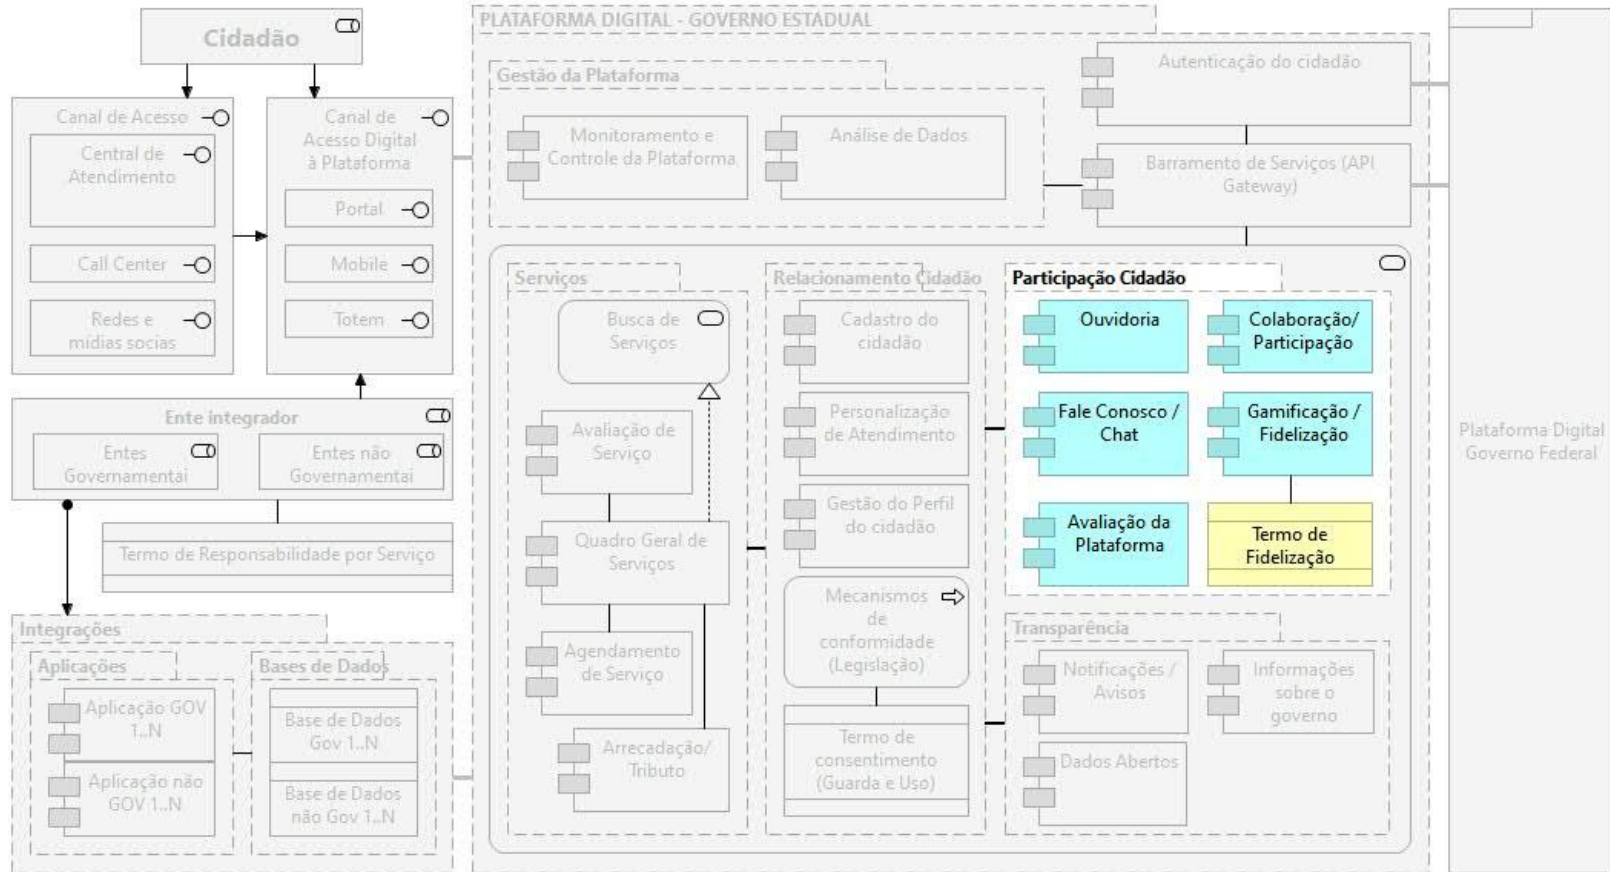 Cidadão
Canal de Acesso
Central de
Atendimento
Call Center
Redes e
mídias socias
Canal de
Acesso Digital
à Plataforma
Portal
Mobile
Totem
Ente integrador
Entes
Governamentai
Entes não
Governamentai
Termo de Responsabilidade por Serviço
Integrações
Aplicações
Aplicação GOV
1..N
Aplicação não
GOV 1..N
Bases de Dados
Base de Dados
Gov 1..N
Base de Dados
não Gov 1..N
PLATAFORMA DIGITAL - GOVERNO ESTADUAL
Gestão da Plataforma
Monitoramento e
Controle da Plataforma
Análise de Dados
Autenticação do cidadão
Barramento de Serviços (API
Gateway)
Serviços
Busca de
Serviços
Avaliação de
Serviço
Quadro Geral de
Serviços
Agendamento
de Serviço
Arrecadação/
Tributo
Relacionamento Cidadão
Cadastro do
cidadão
Personalização
de Atendimento
Gestão do Perfil
do cidadão
Mecanismos
de
conformidade
(Legislação)
Termo de
consentimento
(Guarda e Uso)
Participação Cidadão
Ouvidoria
Colaboração/
Participação
Fale Conosco /
Chat
Gamificação /
Fidelização
Avaliação da
Plataforma
Termo de
Fidelização
Transparência
Notificações /
Avisos
Informações
sobre o
governo
Dados Abertos
Plataforma Digital
Governo Federal